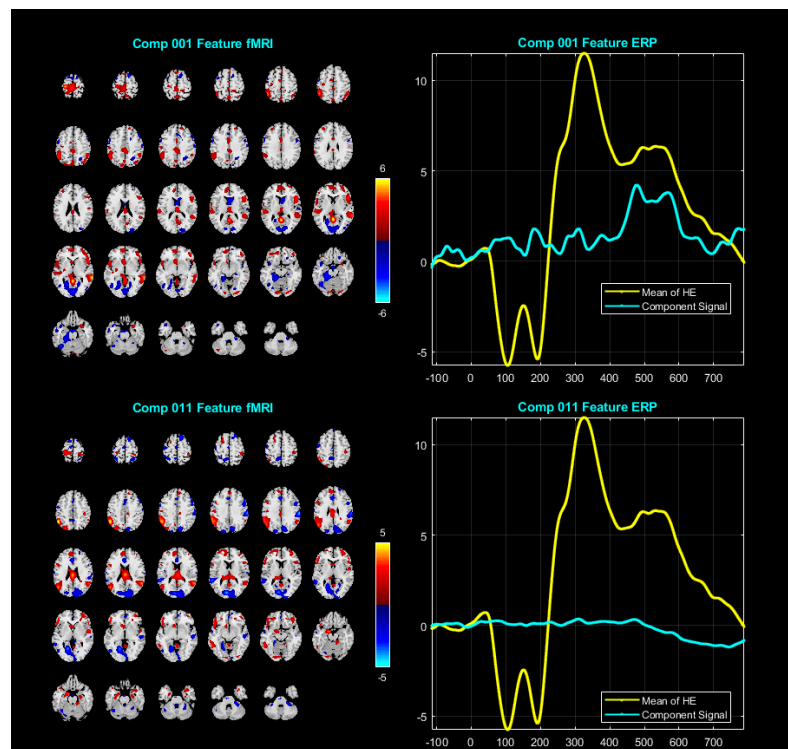 Comp 001 Feature fMRI
6
-6
Comp 001 Feature ERP
10
5
0
-5
-100 0 100 200 300 400 500 600 700
Mean of HE
Component Signal
Comp 011 Feature fMRI
5
-5
Comp 011 Feature ERP
10
5
0
-5
-100 0 100 200 300 400 500 600 700
Mean of HE
Component Signal